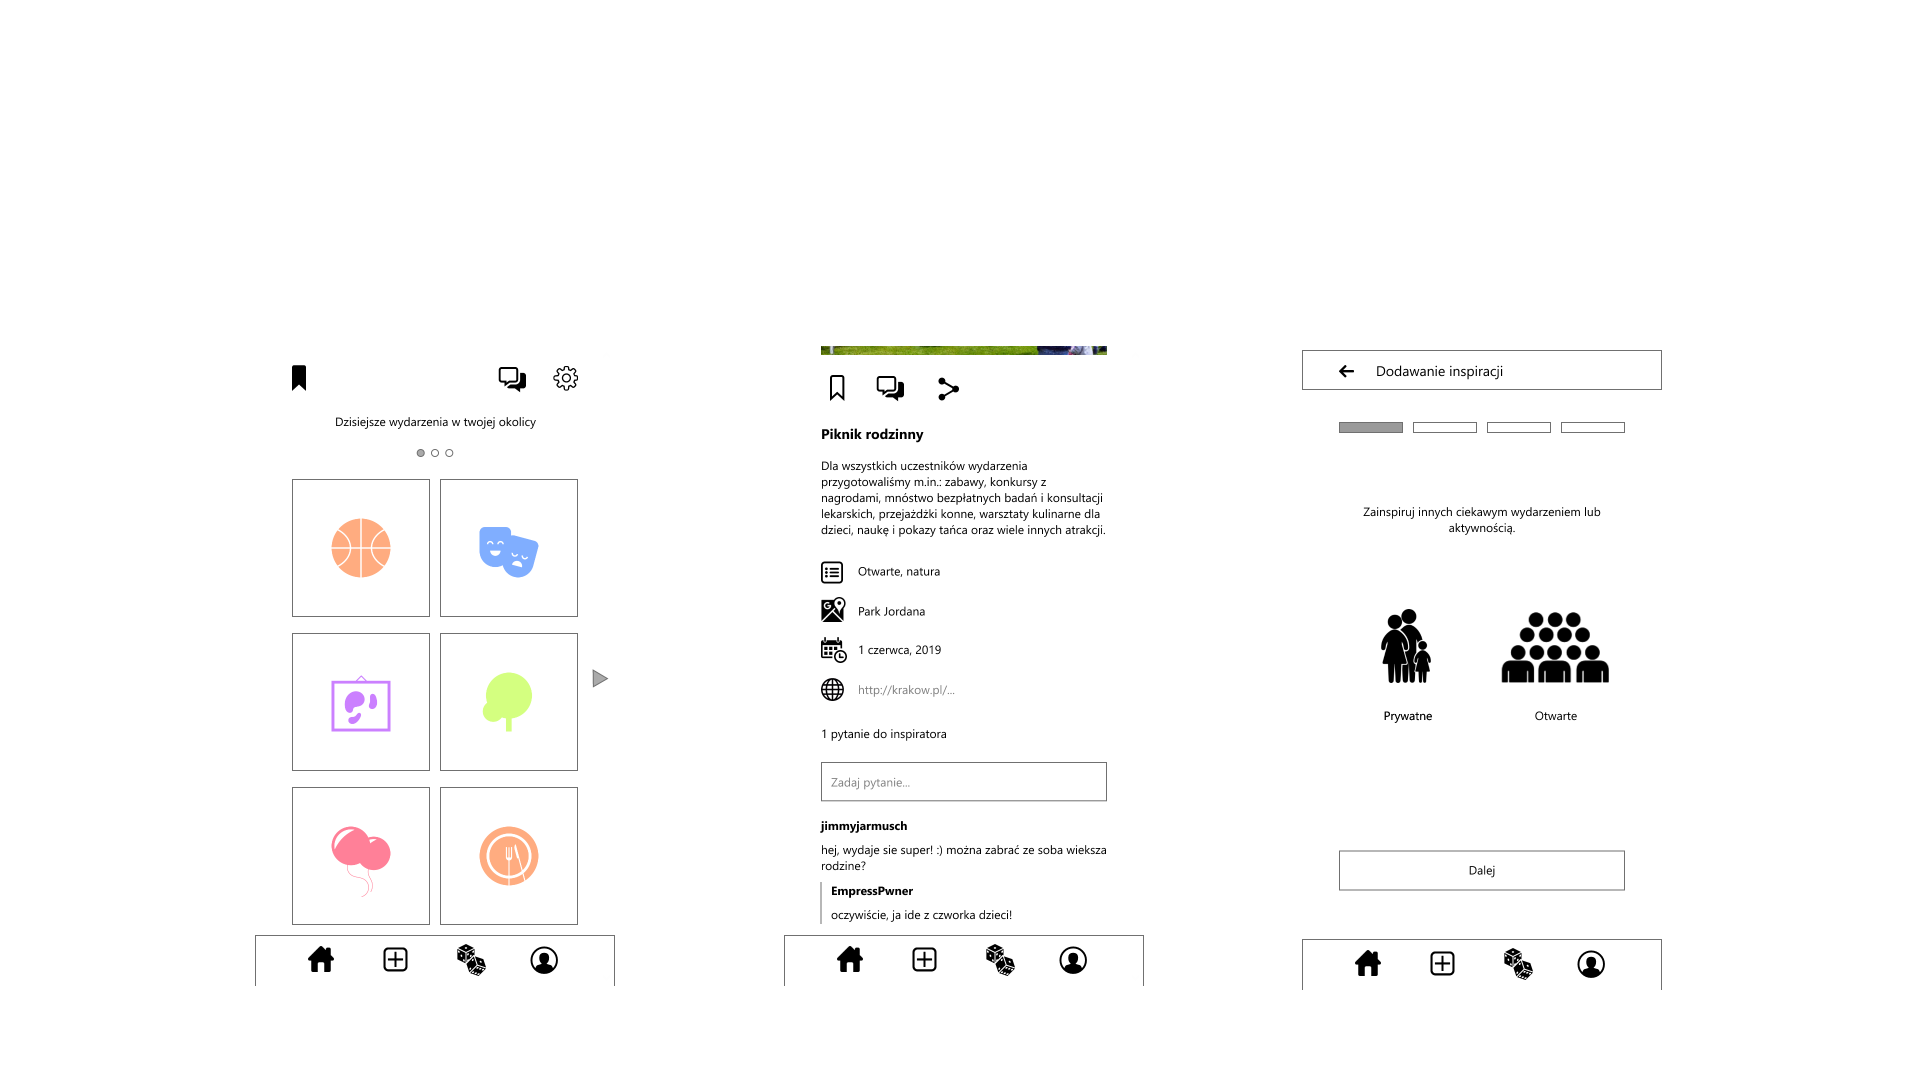 Dzisiejsze wydarzenia w twojej okolicy
Piknik rodzinny
Dla wszystkich uczestników wydarzenia
przygotowaliśmy m.in.: zabawy, konkursy z
nagrodami, mnóstwo bezpłatnych badań i konsultacji
lekarskich, przejażdżki konne, warsztaty kulinarne dla
dzieci, naukę i pokazy tańca oraz wiele innych atrakcji.
Otwarte, natura
G
Park Jordana
1 czerwca, 2019
http://krakow.pl/...
1 pytanie do inspiratora
Zadaj pytanie...
jimmyjarmusch
hej, wydaje sie super! :) można zabrać ze soba wieksza
rodzine?
EmpressPwner
oczywiście, ja ide z czworka dzieci!
Dodawanie inspiracji
Zainspiruj innych ciekawym wydarzeniem lub
aktywnością.
Prywatne
Otwarte
Dalej